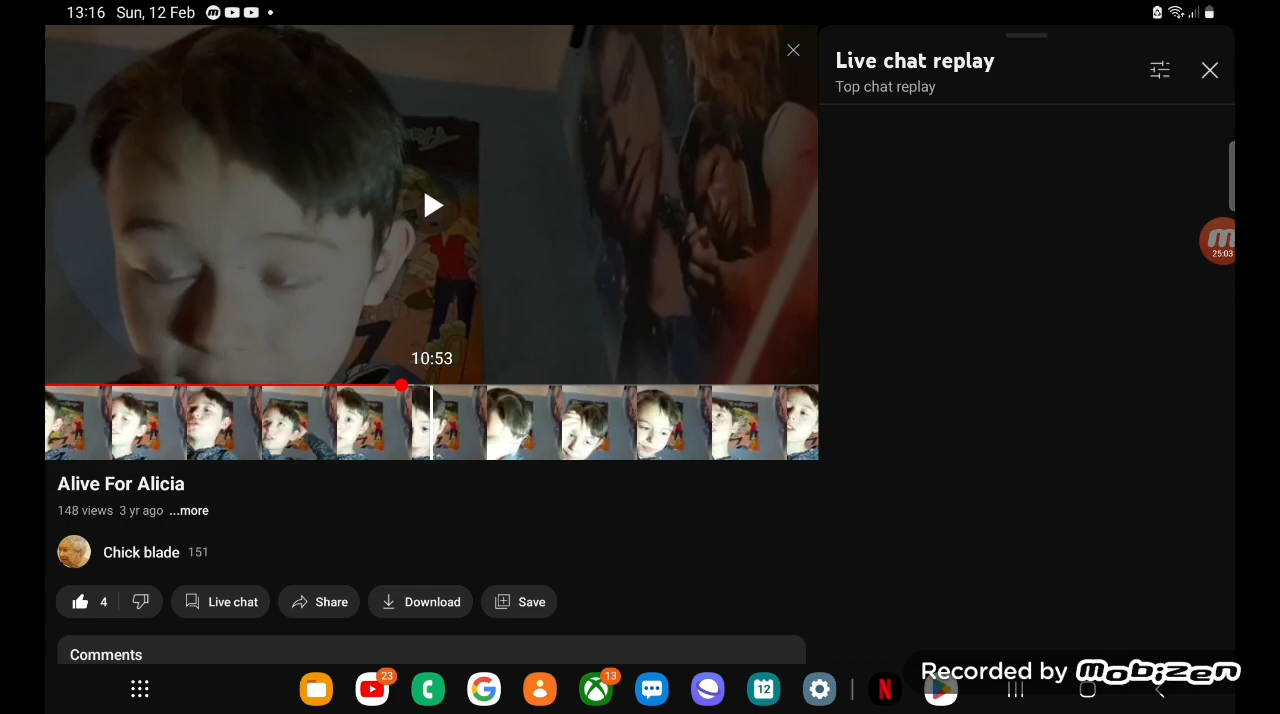 13:16 Sun, 12 Feb
Live chat replay
Top chat replay
25:03
10:53
Alive For Alicia
148 views 3 yr ago ...more
Chick blade 151
4 Live chat Share Download Save
Comments
23
13
12
N
Recorded by mobizen